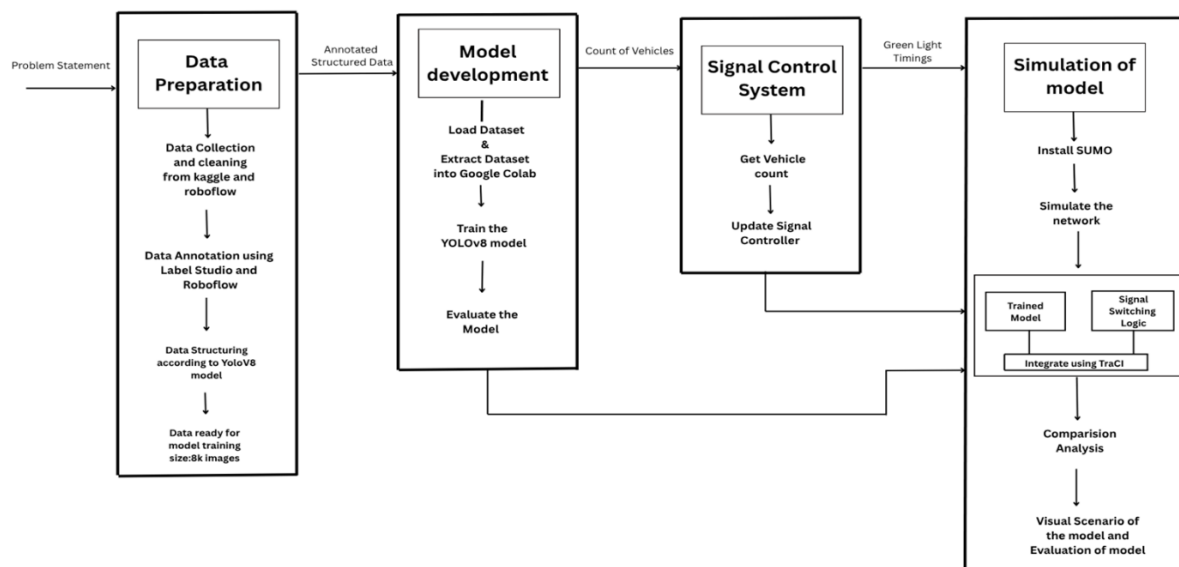 Problem Statement
Data
Preparation
Data Collection
and cleaning
from kaggle and
roboflow
Data Annotation using
Label Studio and
Roboflow
Data Structuring
according to YoloV8
model
Data ready for
model training
size:8k images
Annotated
Structured Data
Model
development
Load Dataset
&
Extract Dataset
into Google Colab
Train the
YOLOv8 model
Evaluate the
Model
Count of Vehicles
Signal Control
System
Get Vehicle
count
Update Signal
Controller
Green Light
Timings
Simulation of
model
Install SUMO
Simulate the
network
Trained
Model
Signal
Switching
Logic
Integrate using TraCI
Comparision
Analysis
Visual Scenario of
the model and
Evaluation of model